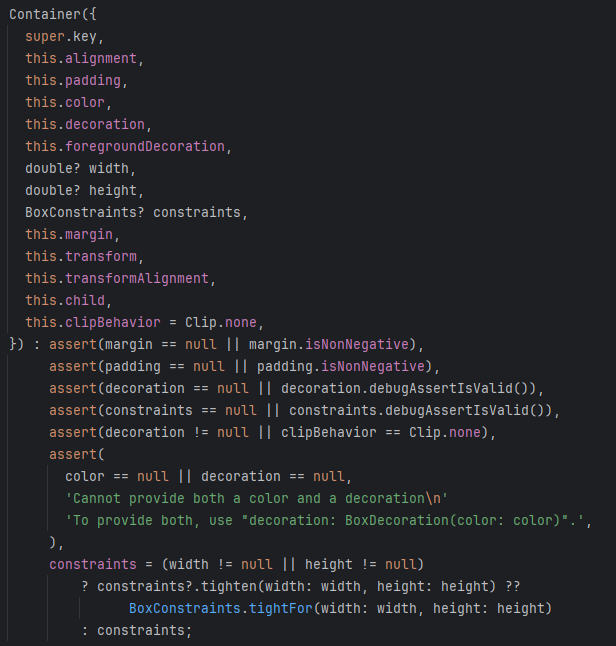 Container({
  super.key,
  this.alignment,
  this.padding,
  this.color,
  this.decoration,
  this.foregroundDecoration,
  double? width,
  double? height,
  BoxConstraints? constraints,
  this.margin,
  this.transform,
  this.transformAlignment,
  this.child,
  this.clipBehavior = Clip.none,
}) : assert(margin == null || margin.isNonNegative),
     assert(padding == null || padding.isNonNegative),
     assert(decoration == null || decoration.debugAssertIsValid()),
     assert(constraints == null || constraints.debugAssertIsValid()),
     assert(decoration != null || clipBehavior == Clip.none),
     assert(
       color == null || decoration == null,
       'Cannot provide both a color and a decoration\n'
       'To provide both, use "decoration: BoxDecoration(color: color)".',
     ),
     constraints = (width != null || height != null)
         ? constraints?.tighten(width: width, height: height) ??
               BoxConstraints.tightFor(width: width, height: height)
         : constraints;